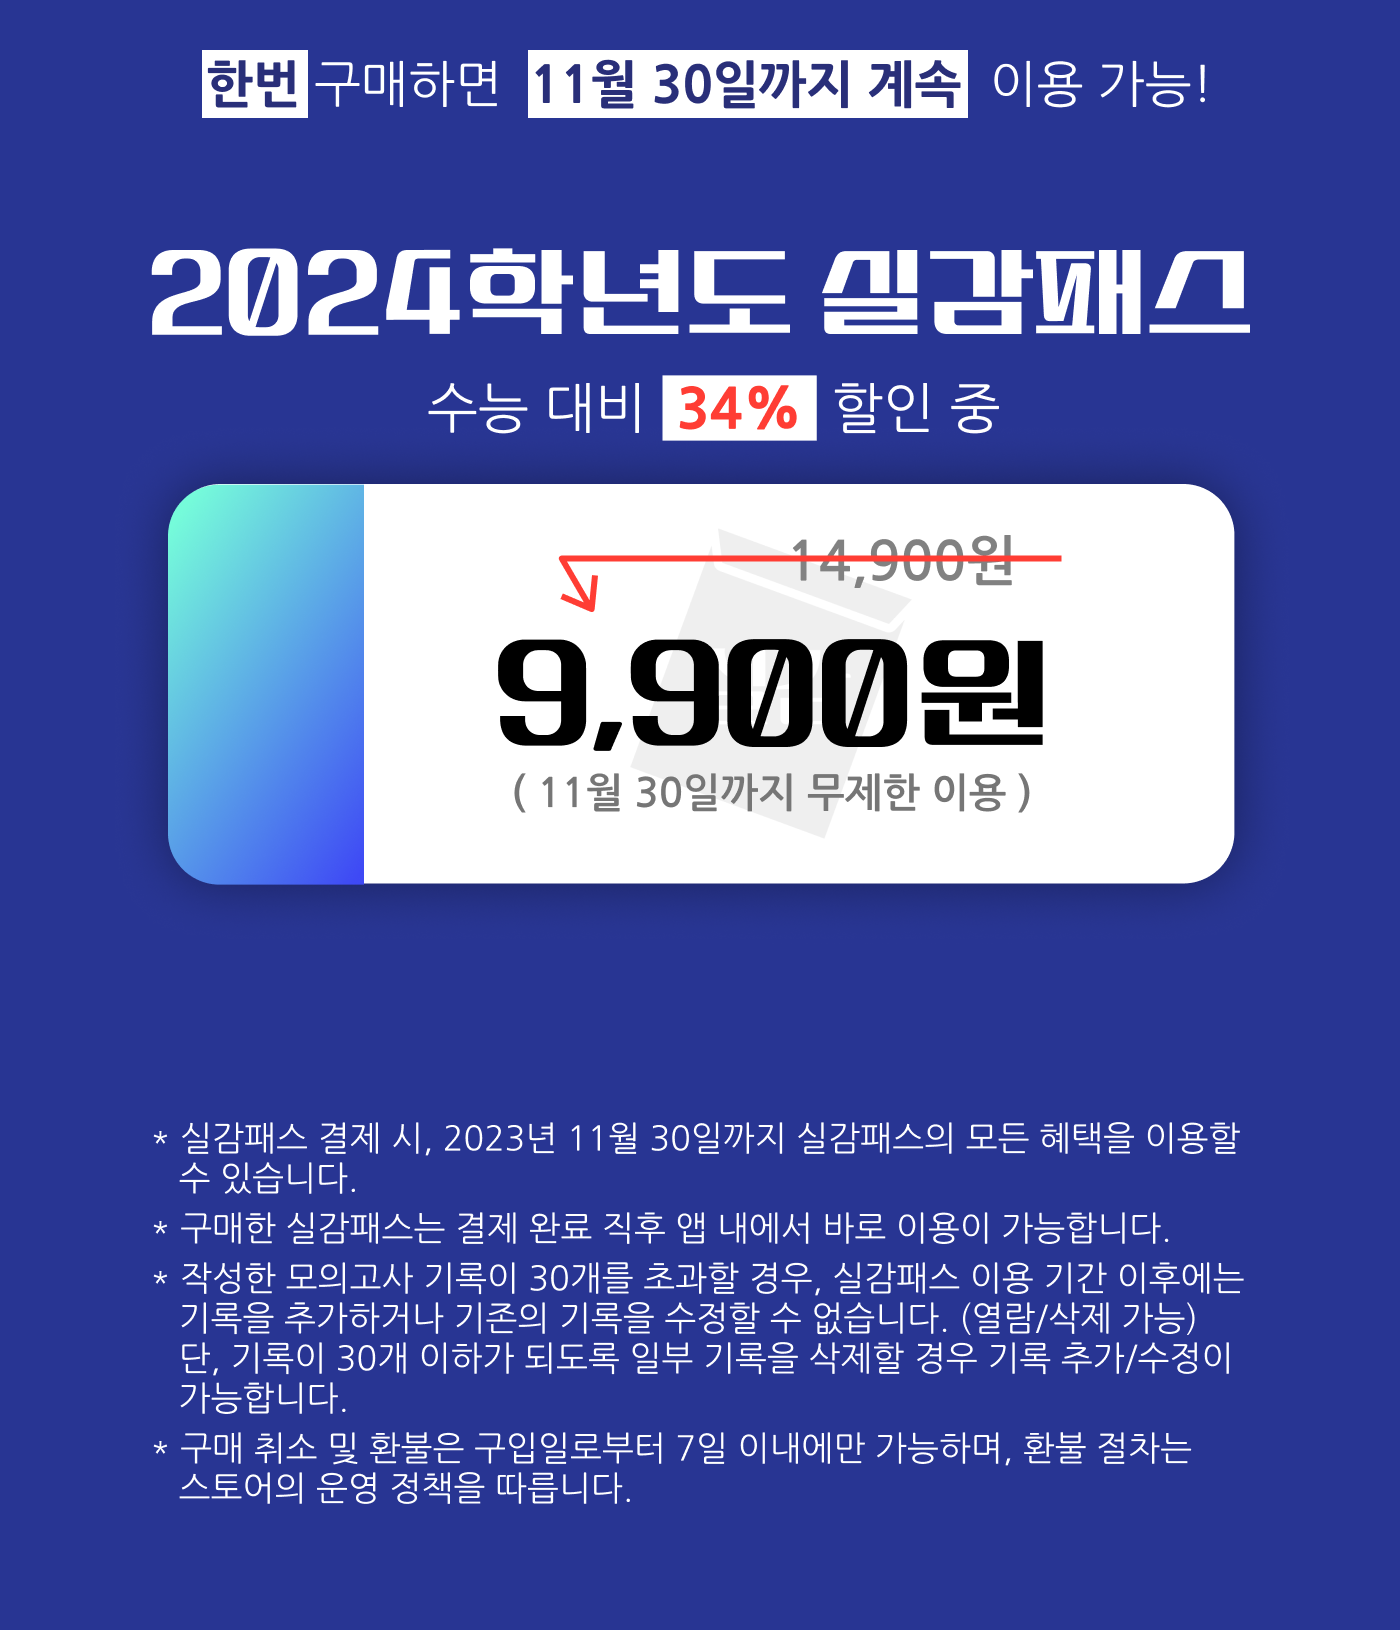 한번 구매하면 11월 30일까지 계속 이용 가능!
2024학년도 실감패스
수능 대비 34% 할인 중
14,900원
9,900원
( 11월 30일까지 무제한 이용 )
* 실감패스 결제 시, 2023년 11월 30일까지 실감패스의 모든 혜택을 이용할
수 있습니다.
* 구매한 실감패스는 결제 완료 직후 앱 내에서 바로 이용이 가능합니다.
* 작성한 모의고사 기록이 30개를 초과할 경우, 실감패스 이용 기간 이후에는
기록을 추가하거나 기존의 기록을 수정할 수 없습니다. (열람/삭제 가능)
단, 기록이 30개 이하가 되도록 일부 기록을 삭제할 경우 기록 추가/수정이
가능합니다.
* 구매 취소 및 환불은 구입일로부터 7일 이내에만 가능하며, 환불 절차는
스토어의 운영 정책을 따릅니다.